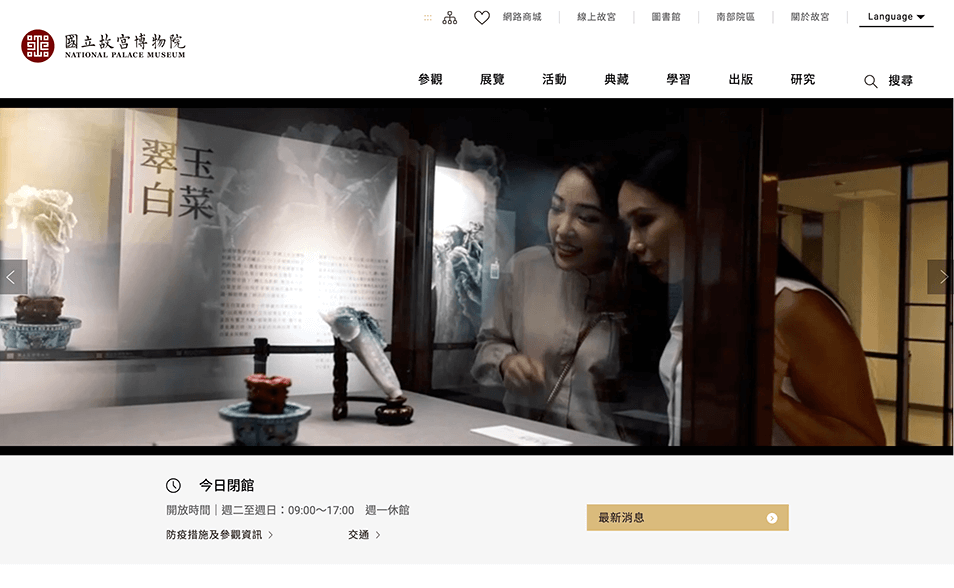 :::
網路商城
線上故宮
圖書館
南部院區
關於故宮
Language
國立故宮博物院
NATIONAL PALACE MUSEUM
參觀
展覽
活動
典藏
學習
出版
研究
搜尋
翠玉
白菜
今日閉館
開放時間｜週二至週日：09:00～17:00 週一休館
防疫措施及參觀資訊
交通
最新消息